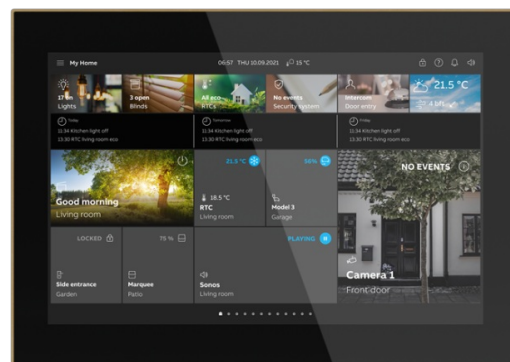 My Home
06:57 THU 10.09.2021 15 °C
17 on
Lights
3 open
Blinds
All eco
RTCs
No events
Security system
Intercom
Door entry
21.5 °C
Today
11:34 Kitchen light off
13:30 RTC living room eco
Tomorrow
11:34 Kitchen light off
13:30 RTC living room eco
Friday
11:34 Kitchen light off
13:30 RTC living room eco
Good morning
Living room
21.5 °C
18.5 °C
RTC
Living room
Model 3
Garage
NO EVENTS
Camera 1
Front door
LOCKED
Side entrance
Garden
75 %
Marquee
Patio
PLAYING
Sonos
Living room